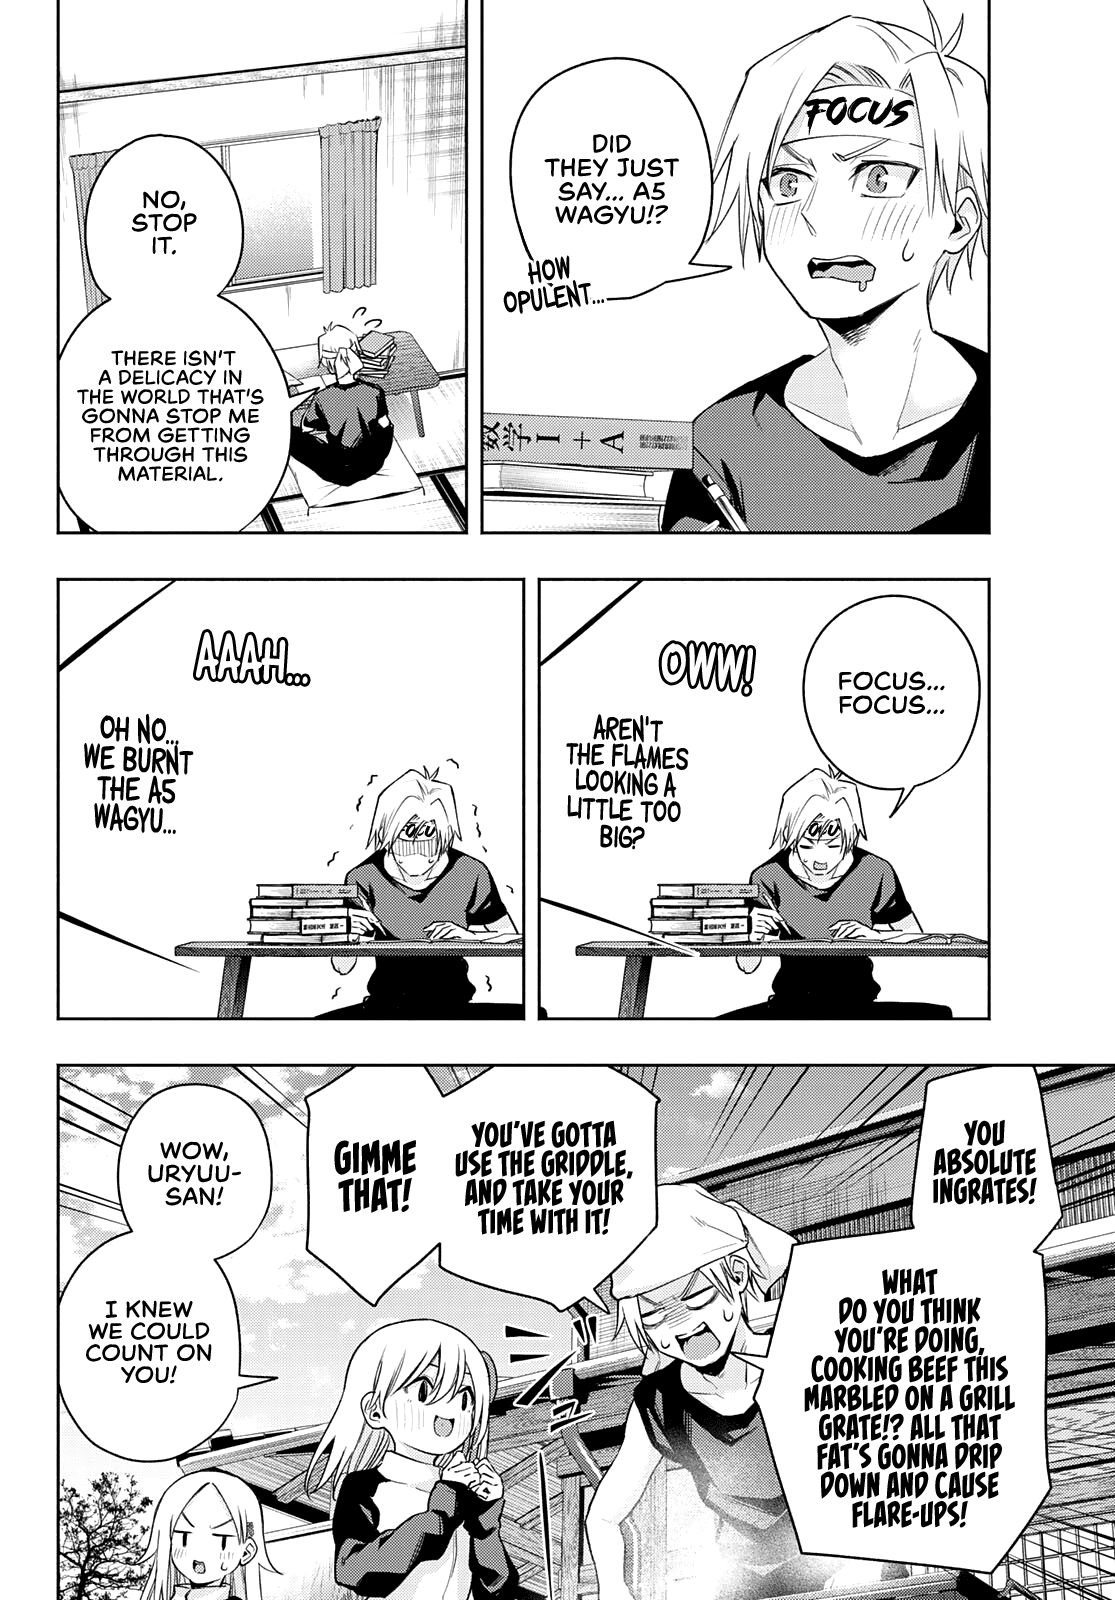 FOCUS
DID
THEY JUST
SAY... A5
WAGYU!?
HOW
OPULENT...
数学Ⅰ+A
NO,
STOP
IT.
THERE ISN'T
A DELICACY IN
THE WORLD THAT'S
GONNA STOP ME
FROM GETTING
THROUGH THIS
MATERIAL.
FOCUS...
FOCUS...
OWW!
AREN'T
THE FLAMES
LOOKING A
LITTLE TOO
BIG?
OCU
AAAH...
OH NO...
WE BURNT
THE A5
WAGYU...
OCU
YOU
ABSOLUTE
INGRATES!
WHAT
DO YOU THINK
YOU'RE DOING,
COOKING BEEF THIS
MARBLED ON A GRILL
GRATE!? ALL THAT
FAT'S GONNA DRIP
DOWN AND CAUSE
FLARE-UPS!
YOU'VE GOTTA
USE THE GRIDDLE,
AND TAKE YOUR
TIME WITH IT!
GIMME
THAT!
WOW,
URYUU-
SAN!
I KNEW
WE COULD
COUNT ON
YOU!